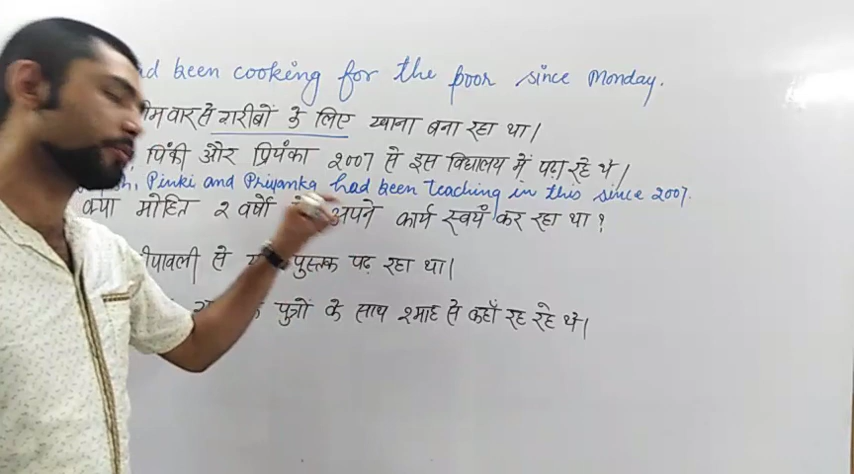 been cooking for the poor since Monday.
वार से गरीबों के लिए खाना बना रहा था।
पिंकी और प्रियंका 2007 से इस विद्यालय में पढ़ा रहे थे।
Pinki and Priyanka had been teaching in this since 2007.
क्या मोहित 2 वर्षों अपने कार्य स्वयं कर रहा था?
से पुस्तक पढ़ रहा था।
पुत्रों के साथ 2 माह से कहाँ रह रहे थे।